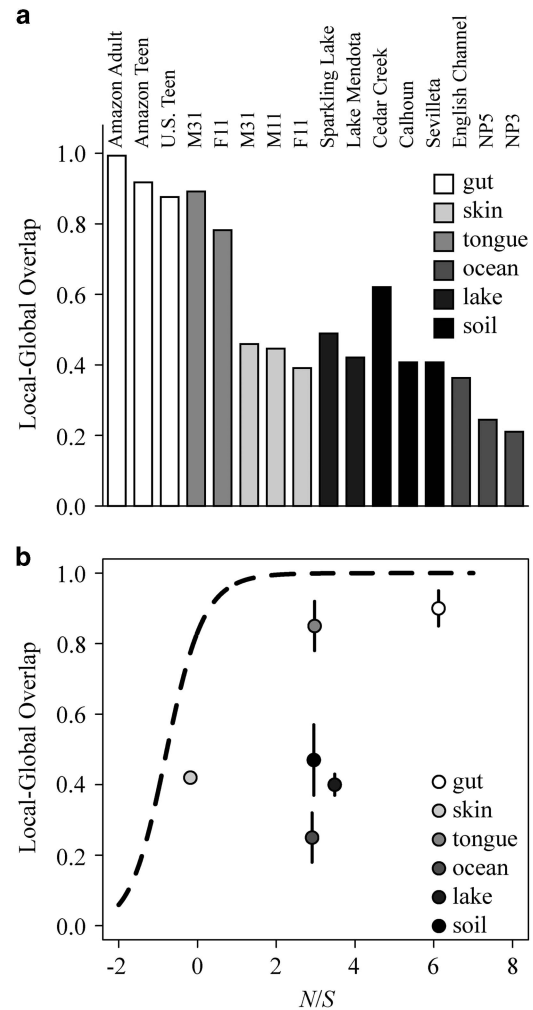 a
Amazon Adult
Amazon Teen
U.S. Teen
M31
F11
M31
M11
F11
Sparkling Lake
Lake Mendota
Cedar Creek
Calhoun
Sevilleta
English Channel
NP5
NP3
Local-Global Overlap
1.0
0.8
0.6
0.4
0.2
0.0
gut
skin
tongue
ocean
lake
soil
b
Local-Global Overlap
1.0
0.8
0.6
0.4
0.2
0.0
gut
skin
tongue
ocean
lake
soil
-2 0 2 4 6 8
N/S